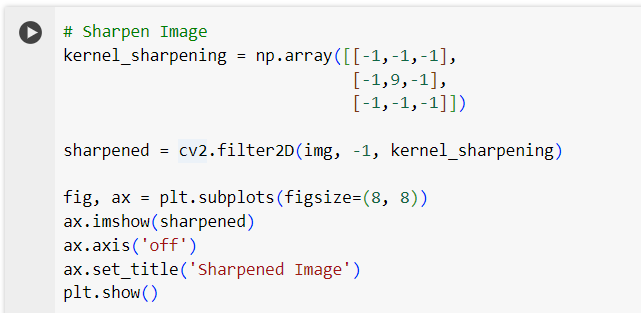 # Sharpen Image
kernel_sharpening = np.array([[-1,-1,-1],
                              [-1,9,-1],
                              [-1,-1,-1]])
sharpened = cv2.filter2D(img, -1, kernel_sharpening)
fig, ax = plt.subplots(figsize=(8, 8))
ax.imshow(sharpened)
ax.axis('off')
ax.set_title('Sharpened Image')
plt.show()